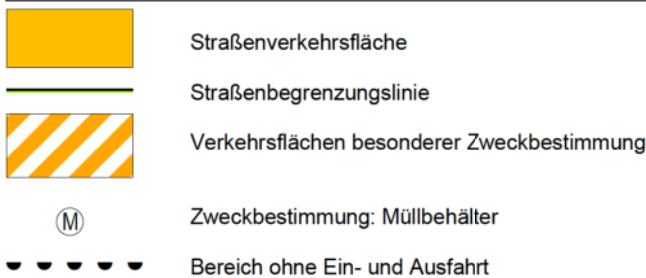 Straßenverkehrsfläche
Straßenbegrenzungslinie
Verkehrsflächen besonderer Zweckbestimmung
M Zweckbestimmung: Müllbehälter
Bereich ohne Ein- und Ausfahrt